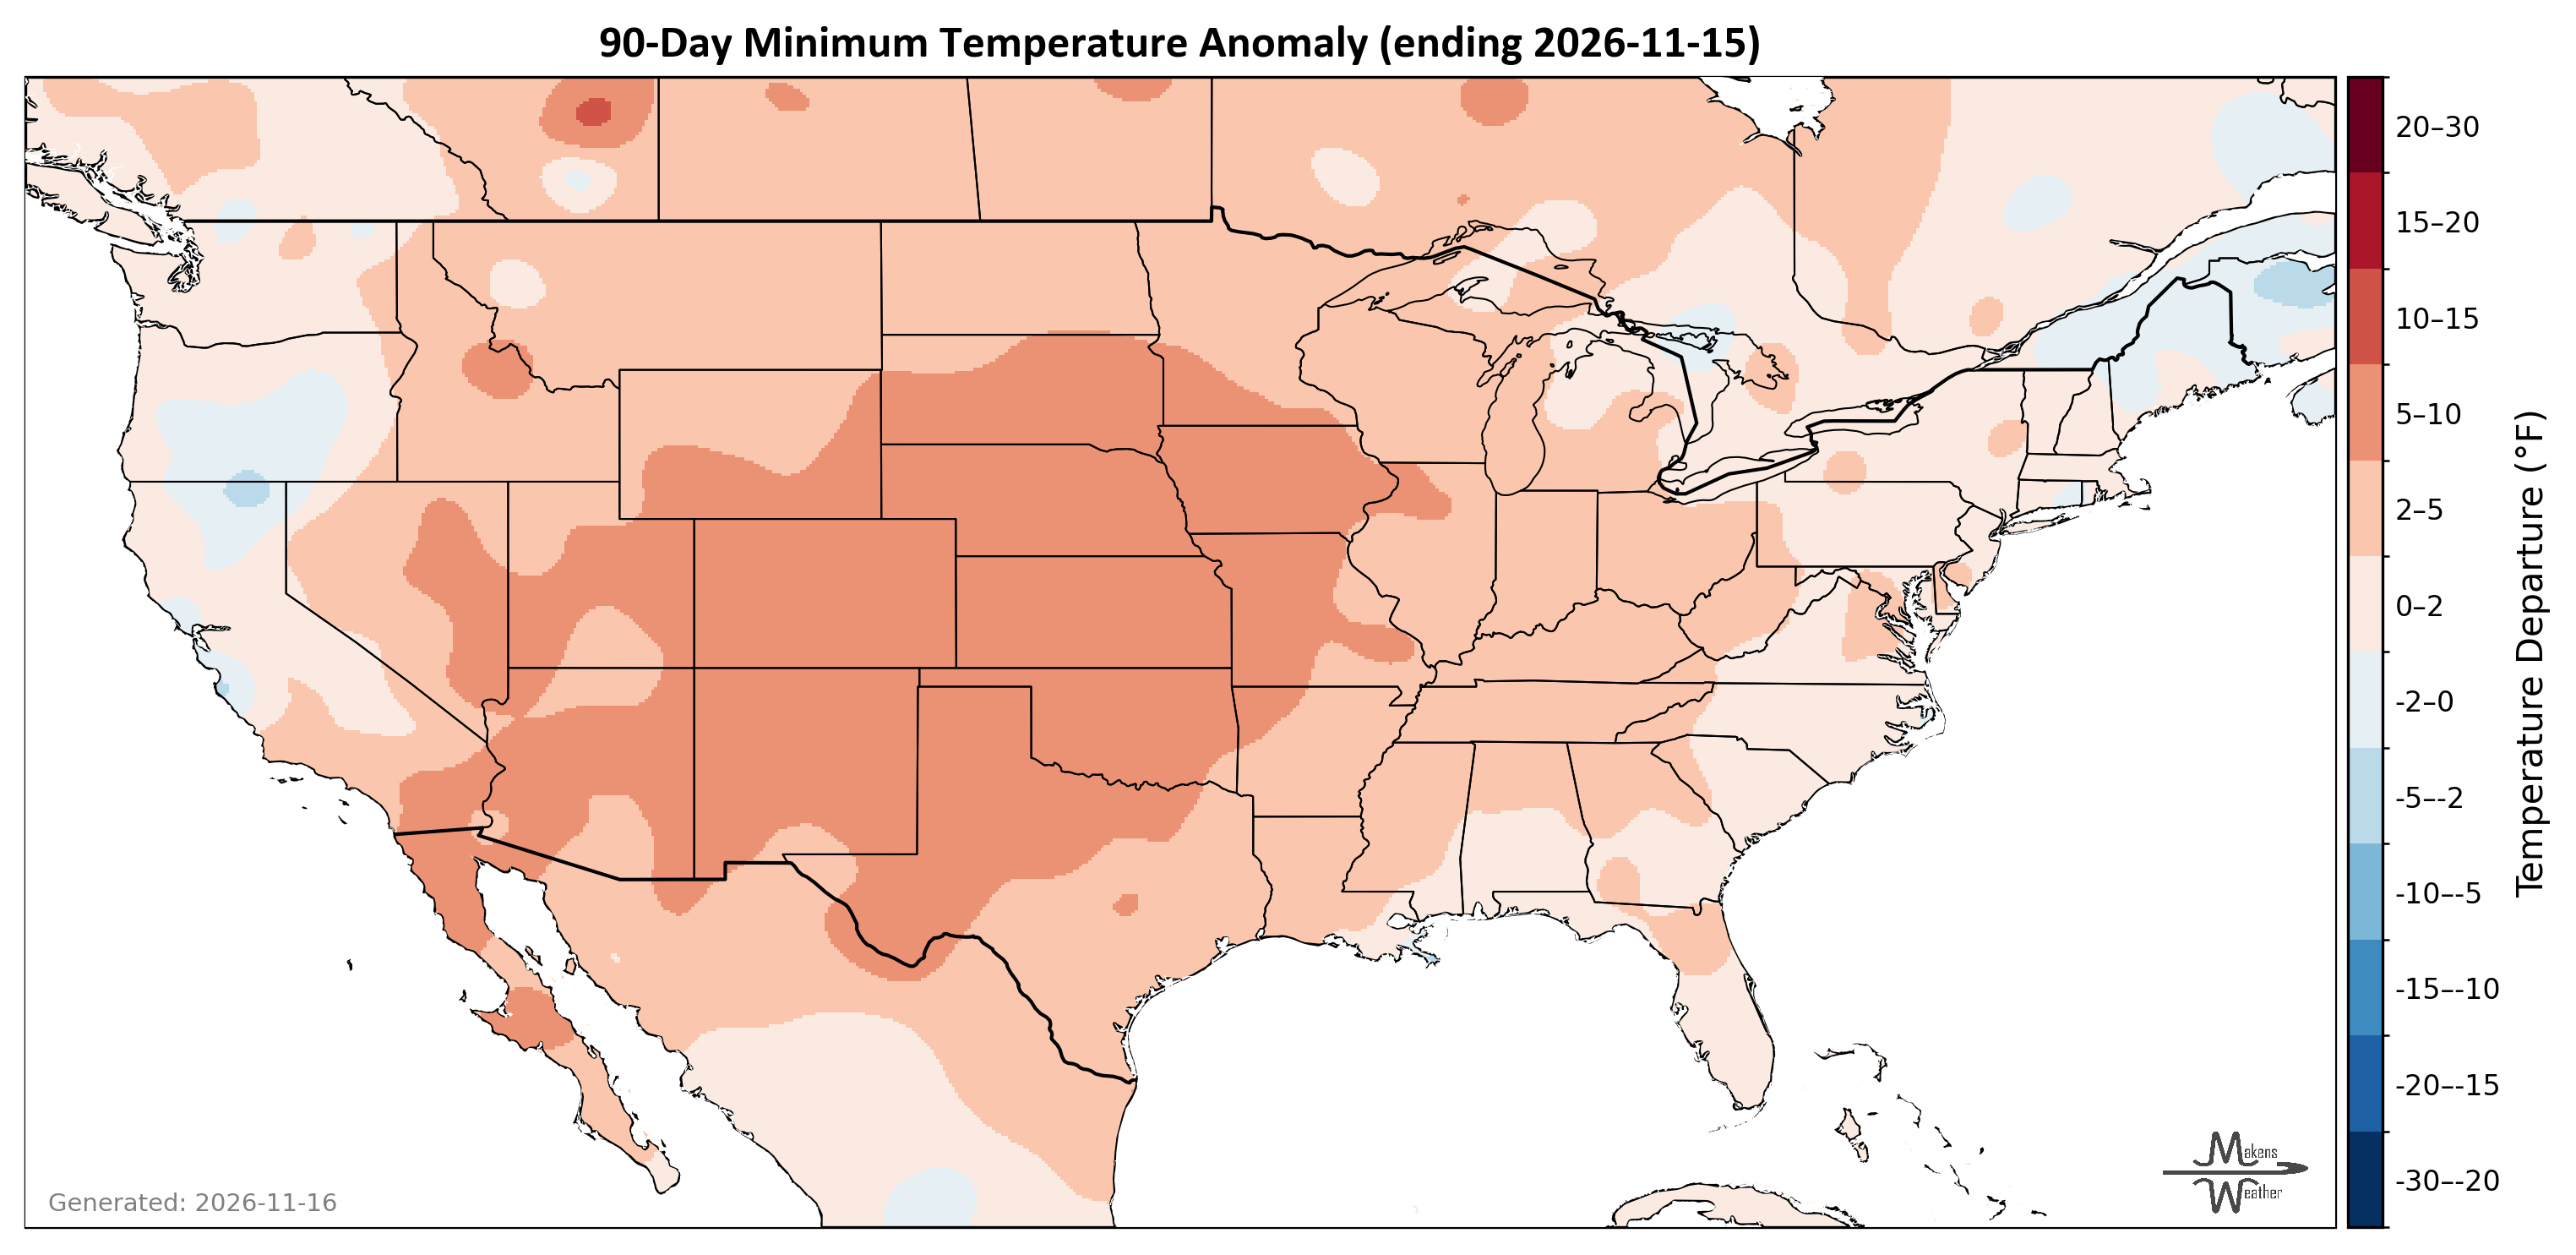 90-Day Minimum Temperature Anomaly (ending 2026-11-15)
20–30
15–20
10–15
5–10
2–5
0–2
-2–0
-5–-2
-10–-5
-15–-10
-20–-15
-30–-20
Temperature Departure (°F)
Makens
Weather
Generated: 2026-11-16